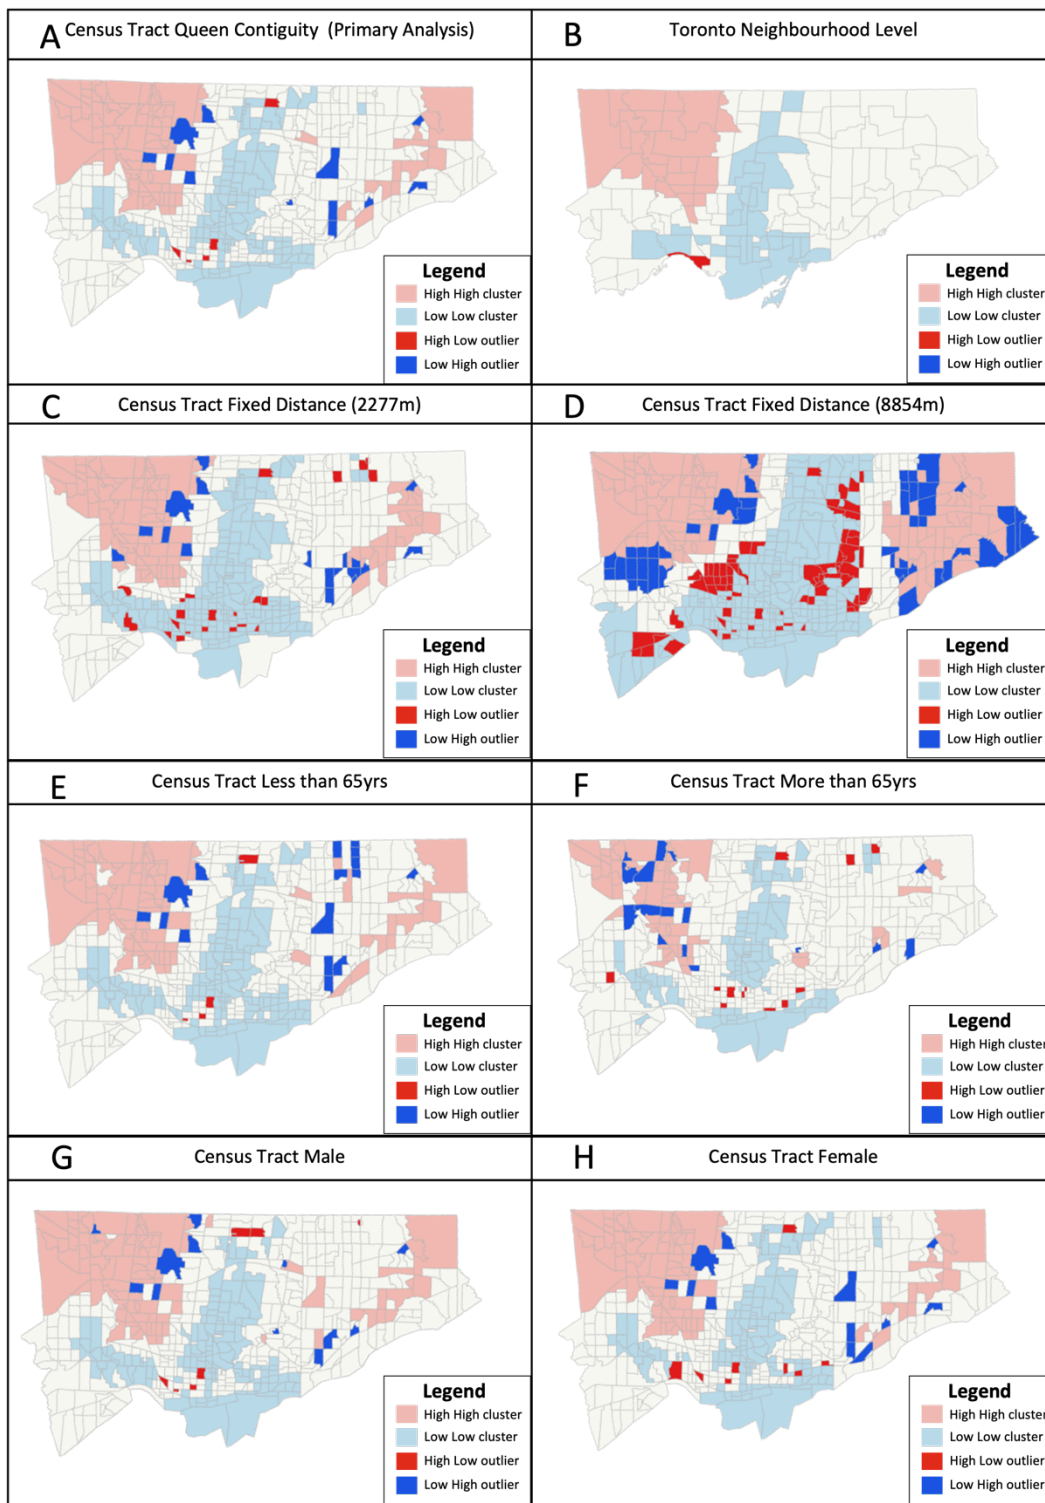 A Census Tract Queen Contiguity (Primary Analysis)
B Toronto Neighbourhood Level
Legend
High High cluster
Low Low cluster
High Low outlier
Low High outlier
Legend
High High cluster
Low Low cluster
High Low outlier
Low High outlier
C Census Tract Fixed Distance (2277m)
D Census Tract Fixed Distance (8854m)
Legend
High High cluster
Low Low cluster
High Low outlier
Low High outlier
Legend
High High cluster
Low Low cluster
High Low outlier
Low High outlier
E Census Tract Less than 65yrs
F Census Tract More than 65yrs
Legend
High High cluster
Low Low cluster
High Low outlier
Low High outlier
Legend
High High cluster
Low Low cluster
High Low outlier
Low High outlier
G Census Tract Male
H Census Tract Female
Legend
High High cluster
Low Low cluster
High Low outlier
Low High outlier
Legend
High High cluster
Low Low cluster
High Low outlier
Low High outlier